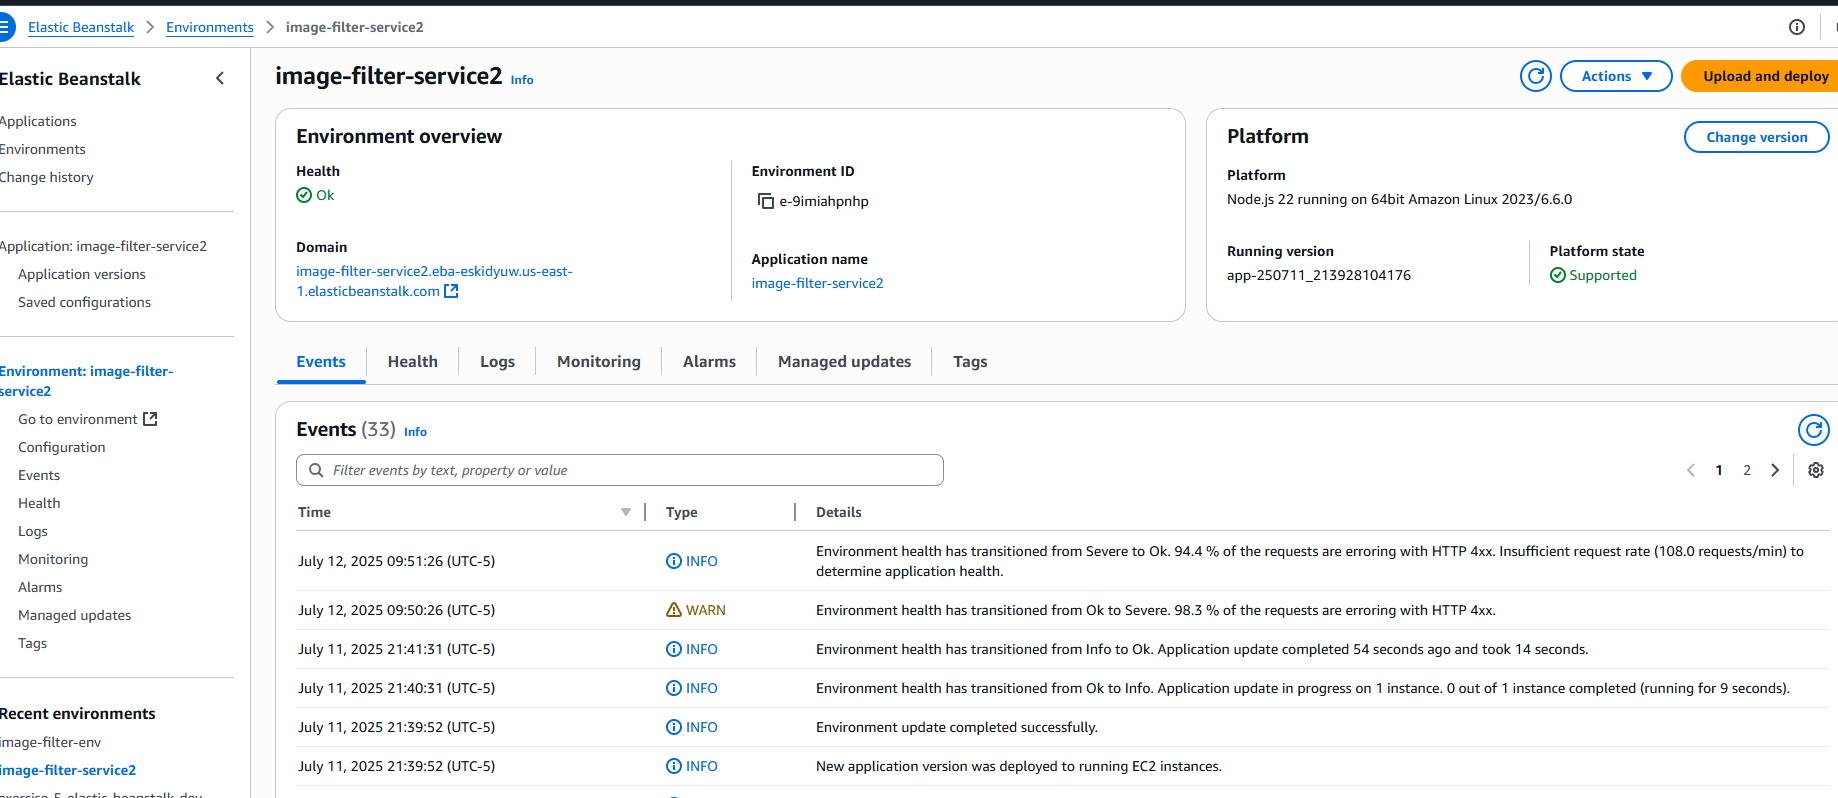 Elastic Beanstalk > Environments > image-filter-service2
Elastic Beanstalk
Applications
Environments
Change history
Application: image-filter-service2
Application versions
Saved configurations
Environment: image-filter-
service2
Go to environment
Configuration
Events
Health
Logs
Monitoring
Alarms
Managed updates
Tags
Recent environments
image-filter-env
image-filter-service2
exercise-5-elastic-beanstalk-dev
image-filter-service2 Info
Actions
Upload and deploy
Environment overview
Health
Ok
Domain
image-filter-service2.eba-eskidyuw.us-east-
1.elasticbeanstalk.com
Environment ID
e-9imiahpnhp
Application name
image-filter-service2
Platform
Change version
Platform
Node.js 22 running on 64bit Amazon Linux 2023/6.6.0
Running version
app-250711_213928104176
Platform state
Supported
Events Health Logs Monitoring Alarms Managed updates Tags
Events (33) Info
Filter events by text, property or value
1 2
Time Type Details
July 12, 2025 09:51:26 (UTC-5) INFO Environment health has transitioned from Severe to Ok. 94.4 % of the requests are erroring with HTTP 4xx. Insufficient request rate (108.0 requests/min) to
determine application health.
July 12, 2025 09:50:26 (UTC-5) WARN Environment health has transitioned from Ok to Severe. 98.3 % of the requests are erroring with HTTP 4xx.
July 11, 2025 21:41:31 (UTC-5) INFO Environment health has transitioned from Info to Ok. Application update completed 54 seconds ago and took 14 seconds.
July 11, 2025 21:40:31 (UTC-5) INFO Environment health has transitioned from Ok to Info. Application update in progress on 1 instance. 0 out of 1 instance completed (running for 9 seconds).
July 11, 2025 21:39:52 (UTC-5) INFO Environment update completed successfully.
July 11, 2025 21:39:52 (UTC-5) INFO New application version was deployed to running EC2 instances.